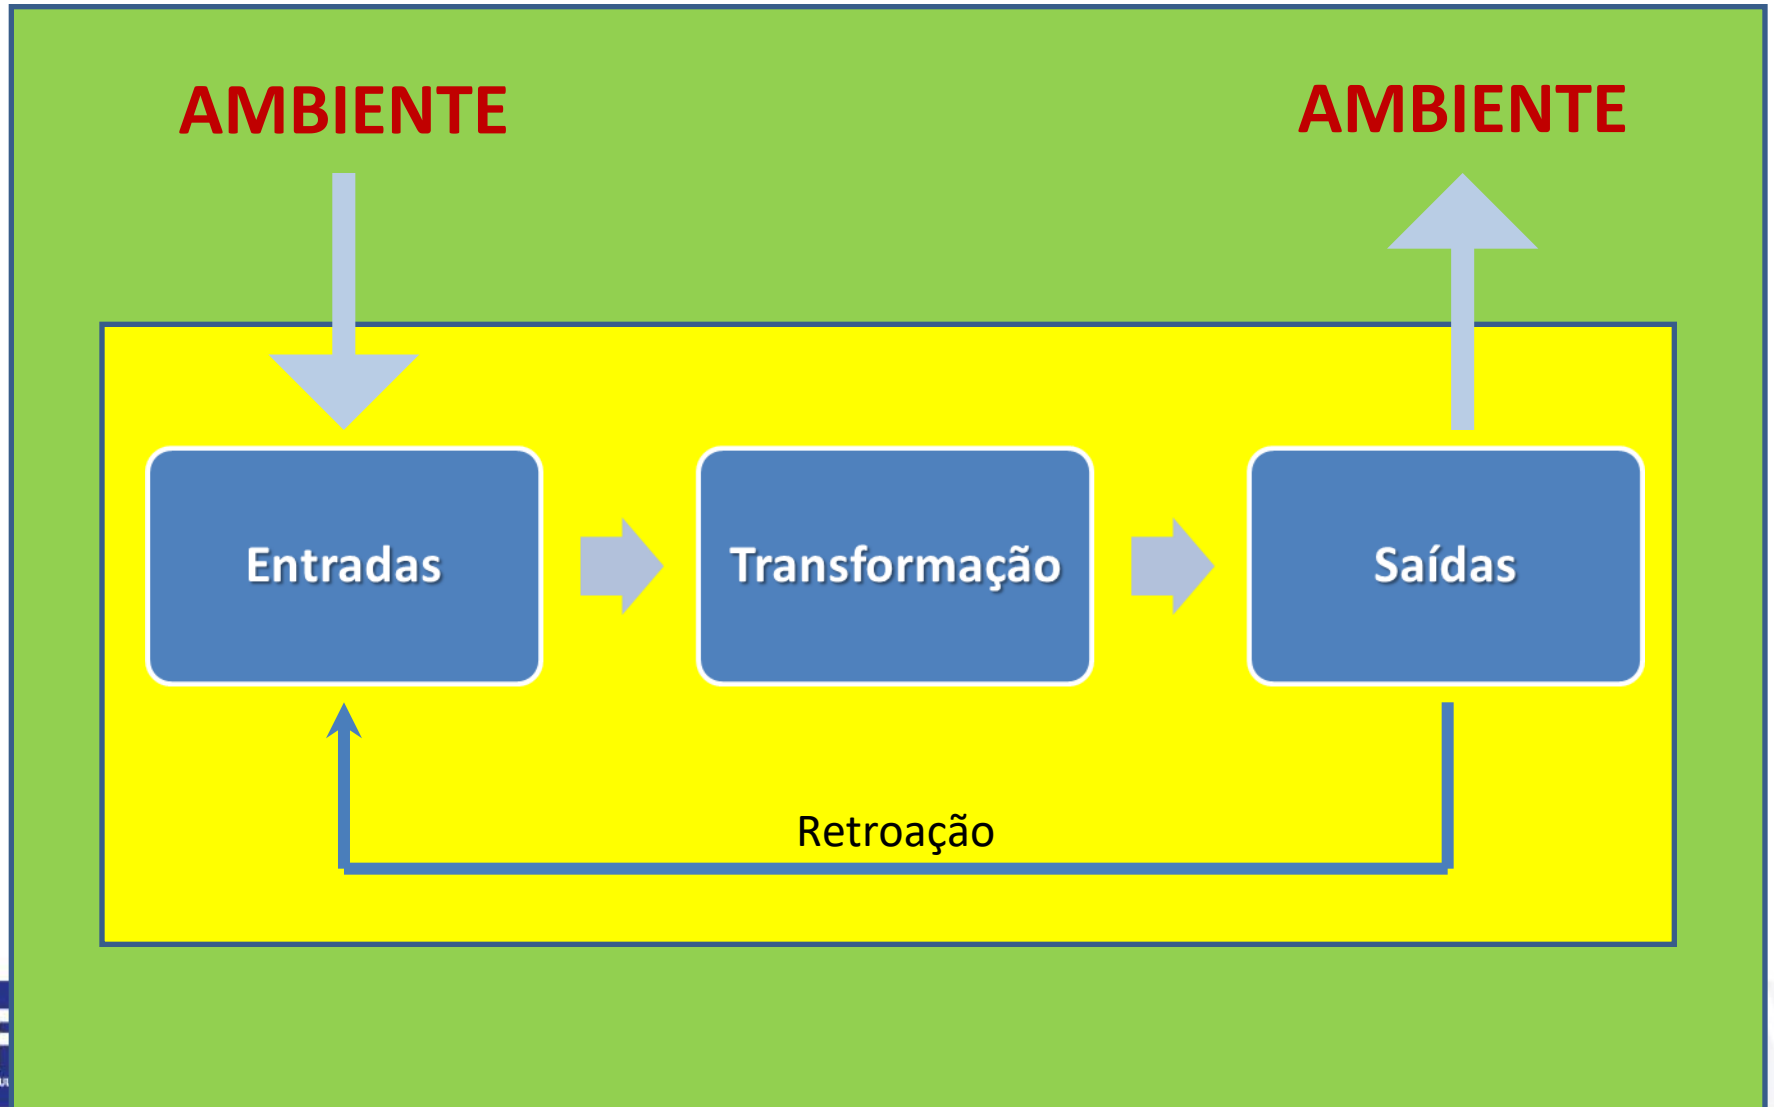 AMBIENTE
AMBIENTE
Entradas
Transformação
Saídas
Retroação